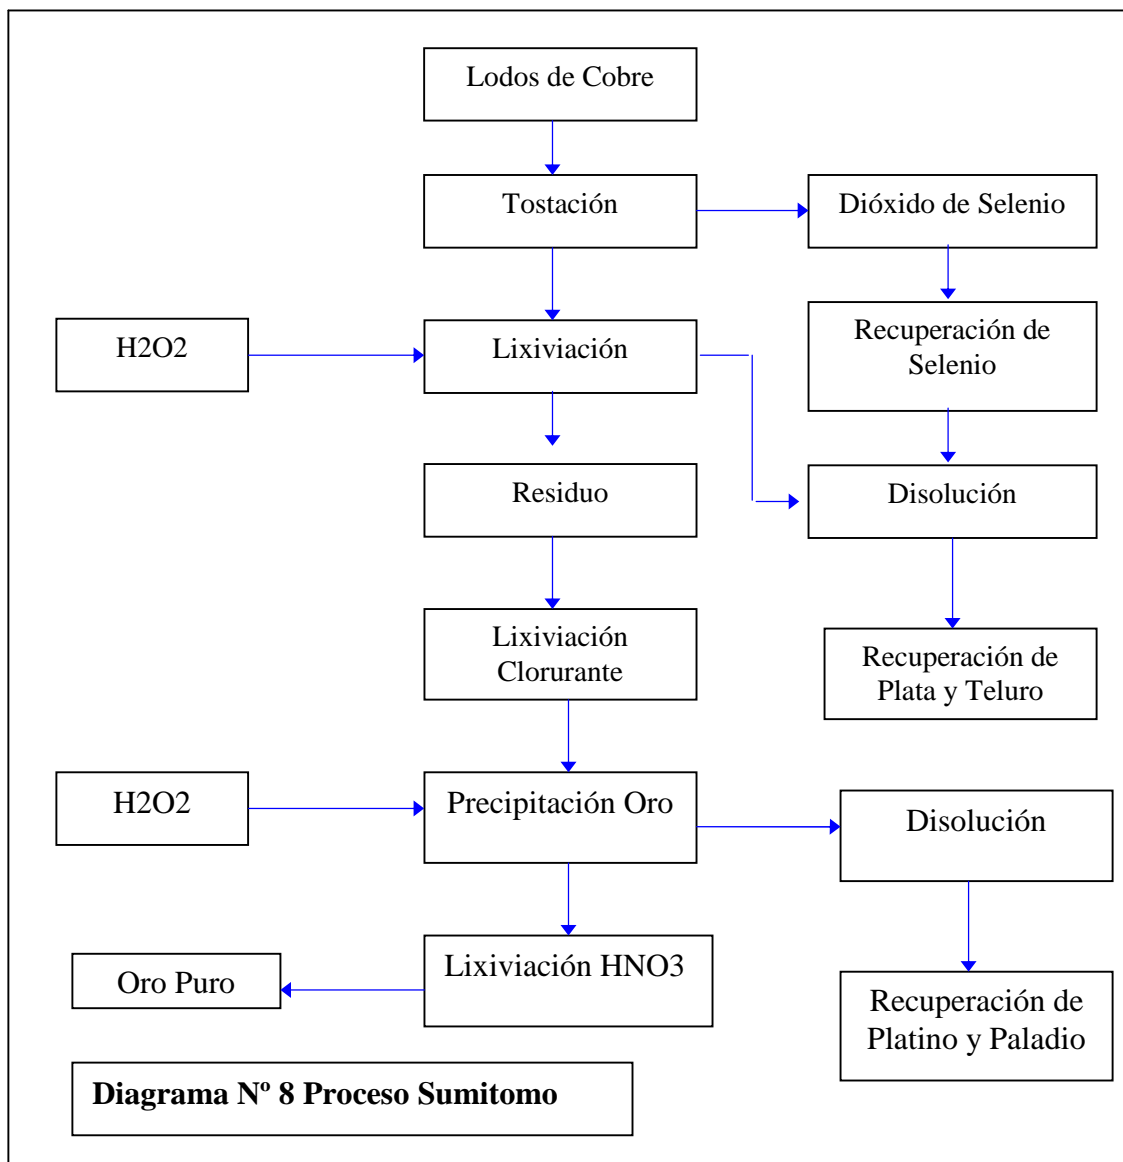 Lodos de Cobre
Tostación
Dióxido de Selenio
H2O2
Lixiviación
Recuperación de
Selenio
Residuo
Disolución
Lixiviación
Clorurante
Recuperación de
Plata y Teluro
H2O2
Precipitación Oro
Disolución
Oro Puro
Lixiviación HNO3
Recuperación de
Platino y Paladio
Diagrama Nº 8 Proceso Sumitomo